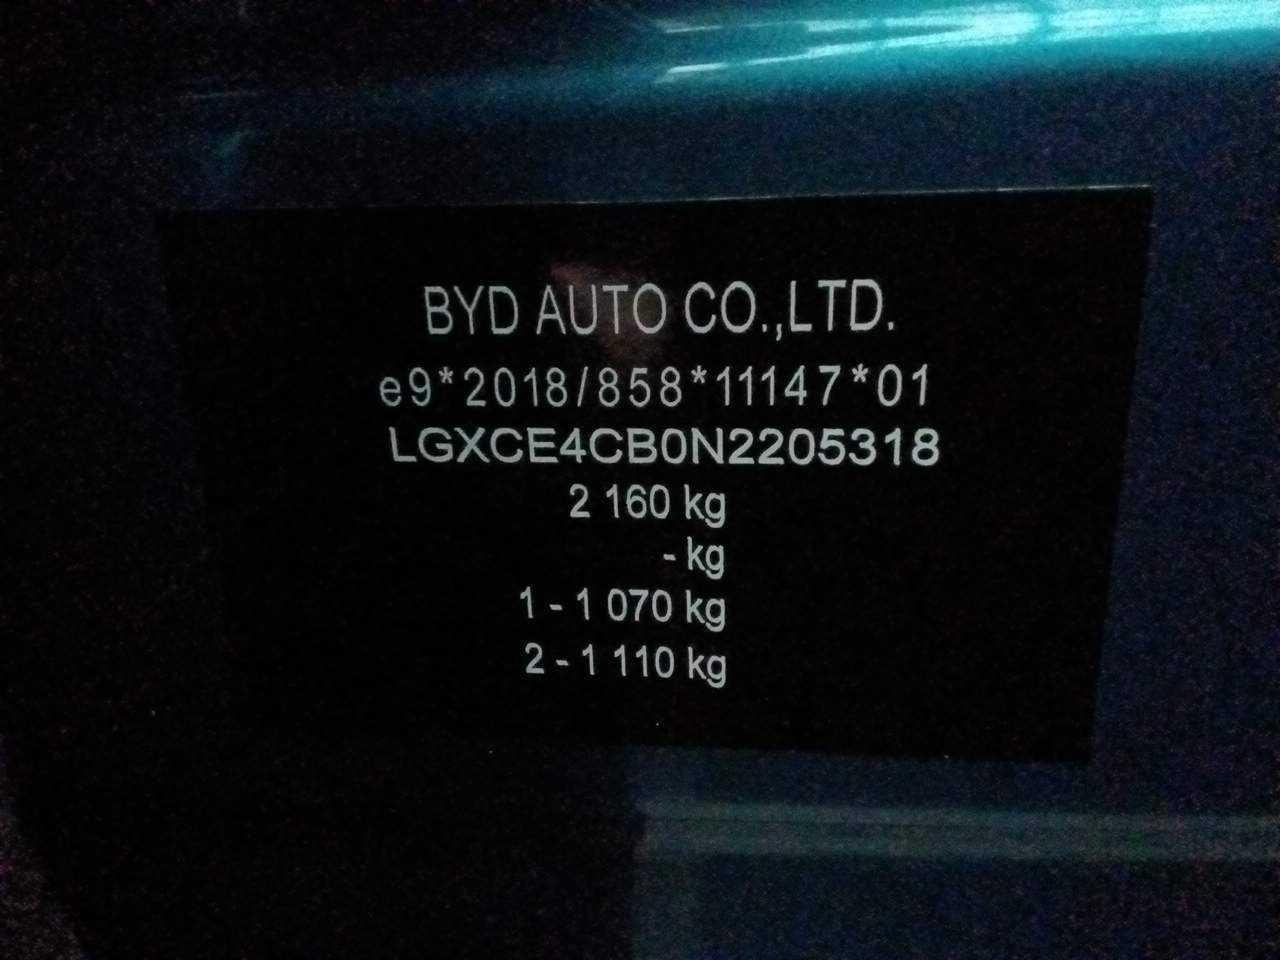 BYD AUTO CO.,LTD.
e9*2018/858*11147*01
LGXCE4CB0N2205318
2 160 kg
- kg
1 - 1 070 kg
2 - 1 110 kg